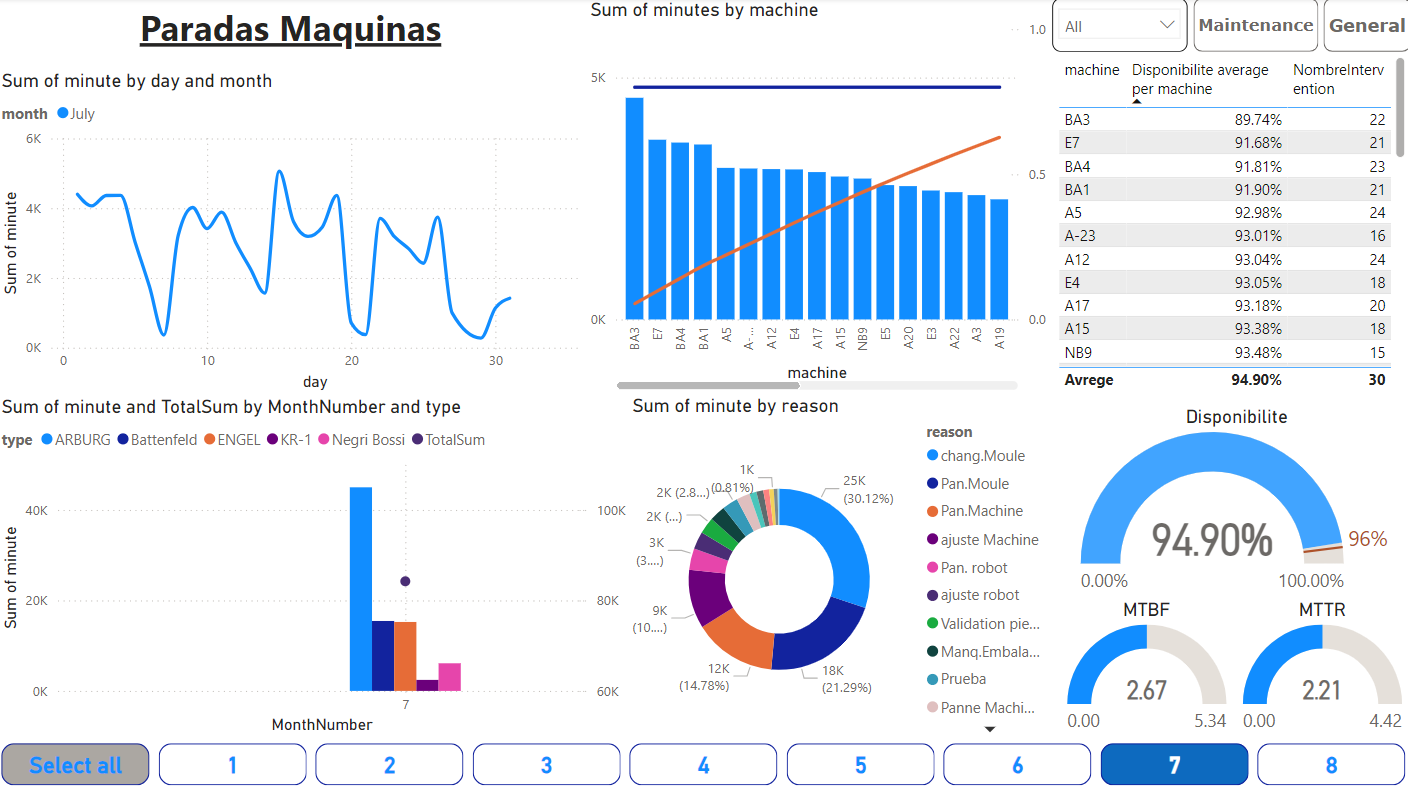 Paradas Maquinas
Sum of minute by day and month
month July
6K
4K
2K
0K
Sum of minute
0 10 20 30
day
Sum of minutes by machine
5K
0K
1.0
0.5
0.0
BA3 E7 BA4 BA1 A5 A-... A12 E4 A17 A15 NB9 E5 A20 E3 A22 A3 A19
machine
All
Maintenance
General
machine Disponibilite average per machine NombreInterv ention
BA3 89.74% 22
E7 91.68% 21
BA4 91.81% 23
BA1 91.90% 21
A5 92.98% 24
A-23 93.01% 16
A12 93.04% 24
E4 93.05% 18
A17 93.18% 20
A15 93.38% 18
NB9 93.48% 15
Avrege 94.90% 30
Sum of minute and TotalSum by MonthNumber and type
type ARBURG Battenfeld ENGEL KR-1 Negri Bossi TotalSum
40K
20K
0K
Sum of minute
100K
80K
60K
7
MonthNumber
Sum of minute by reason
25K
(30.12%)
18K
(21.29%)
12K
(14.78%)
9K
(10....)
3K
(3....)
2K (...)
2K (2.8...)
1K
(0.81%)
reason
chang.Moule
Pan.Moule
Pan.Machine
ajuste Machine
Pan. robot
ajuste robot
Validation pie...
Manq.Embala...
Prueba
Panne Machi...
Disponibilite
94.90%
96%
0.00% 100.00%
MTBF
2.67
0.00 5.34
MTTR
2.21
0.00 4.42
Select all 1 2 3 4 5 6 7 8